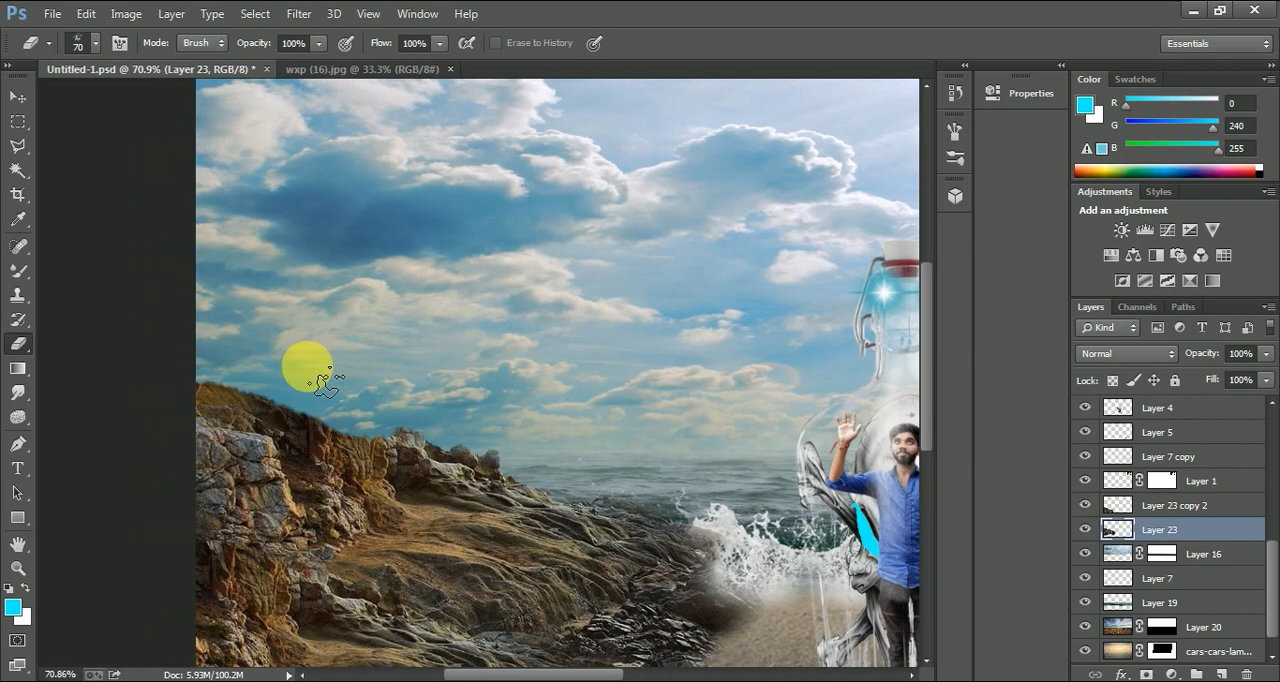 Ps File Edit Image Layer Type Select Filter 3D View Window Help
70 Mode: Brush Opacity: 100% Flow: 100% Erase to History Essentials
Untitled-1.psd @ 70.9% (Layer 23, RGB/8) * × wxp (16).jpg @ 33.3% (RGB/8#) ×
Properties
Color Swatches
R 0
G 240
B 255
Adjustments Styles
Add an adjustment
Layers Channels Paths
Kind
Normal Opacity: 100%
Lock: Fill: 100%
Layer 4
Layer 5
Layer 7 copy
Layer 1
Layer 23 copy 2
Layer 23
Layer 16
Layer 7
Layer 19
Layer 20
cars-cars-lam...
70.86% Doc: 5.93M/100.2M
fx